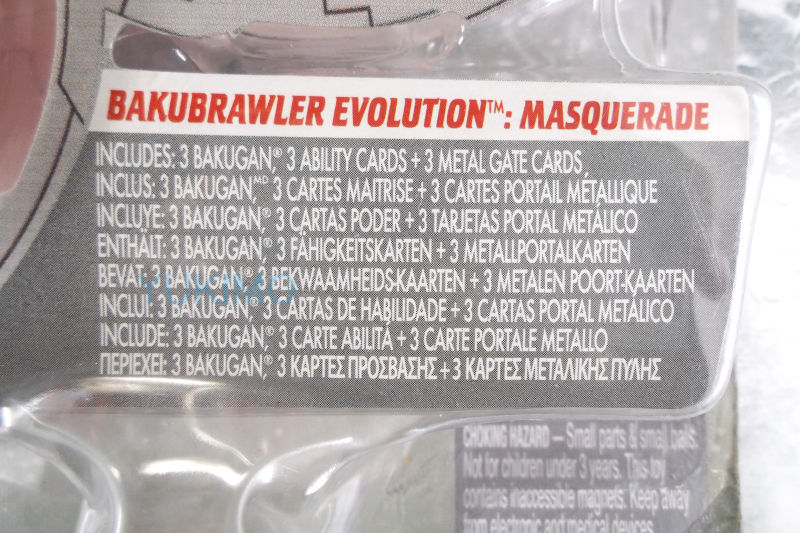 BAKUBRAWLER EVOLUTION™: MASQUERADE
INCLUDES: 3 BAKUGAN,® 3 ABILITY CARDS + 3 METAL GATE CARDS
INCLUS: 3 BAKUGAN,MD 3 CARTES MAITRISE + 3 CARTES PORTAIL MÉTALLIQUE
INCLUYE: 3 BAKUGAN,® 3 CARTAS PODER + 3 TARJETAS PORTAL METÁLICO
ENTHÄLT: 3 BAKUGAN,® 3 FÄHIGKEITSKARTEN + 3 METALLPORTALKARTEN
BEVAT: 3 BAKUGAN,® 3 BEKWAAMHEIDS-KAARTEN + 3 METALEN POORT-KAARTEN
INCLUI: 3 BAKUGAN,® 3 CARTAS DE HABILIDADE + 3 CARTAS PORTAL METÁLICO
INCLUDE: 3 BAKUGAN,® 3 CARTE ABILITÁ + 3 CARTE PORTALE METALLO
ΠΕΡΙΕΧΕΙ: 3 BAKUGAN,® 3 ΚΑΡΤΕΣ ΠΡΟΣΒΑΣΗΣ + 3 ΚΑΡΤΕΣ ΜΕΤΑΛΙΚΗΣ ΠΥΛΗΣ
CHOKING HAZARD — Small parts & small balls.
Not for children under 3 years. This toy
contains inaccessible magnets. Keep away
from electronic and medical devices.